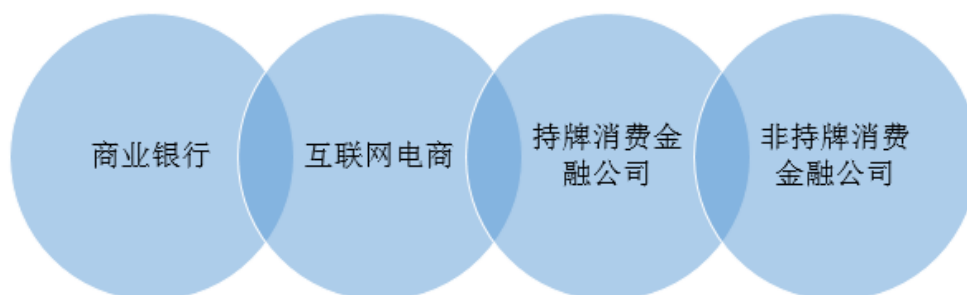 商业银行
互联网电商
持牌消费金
融公司
非持牌消费
金融公司